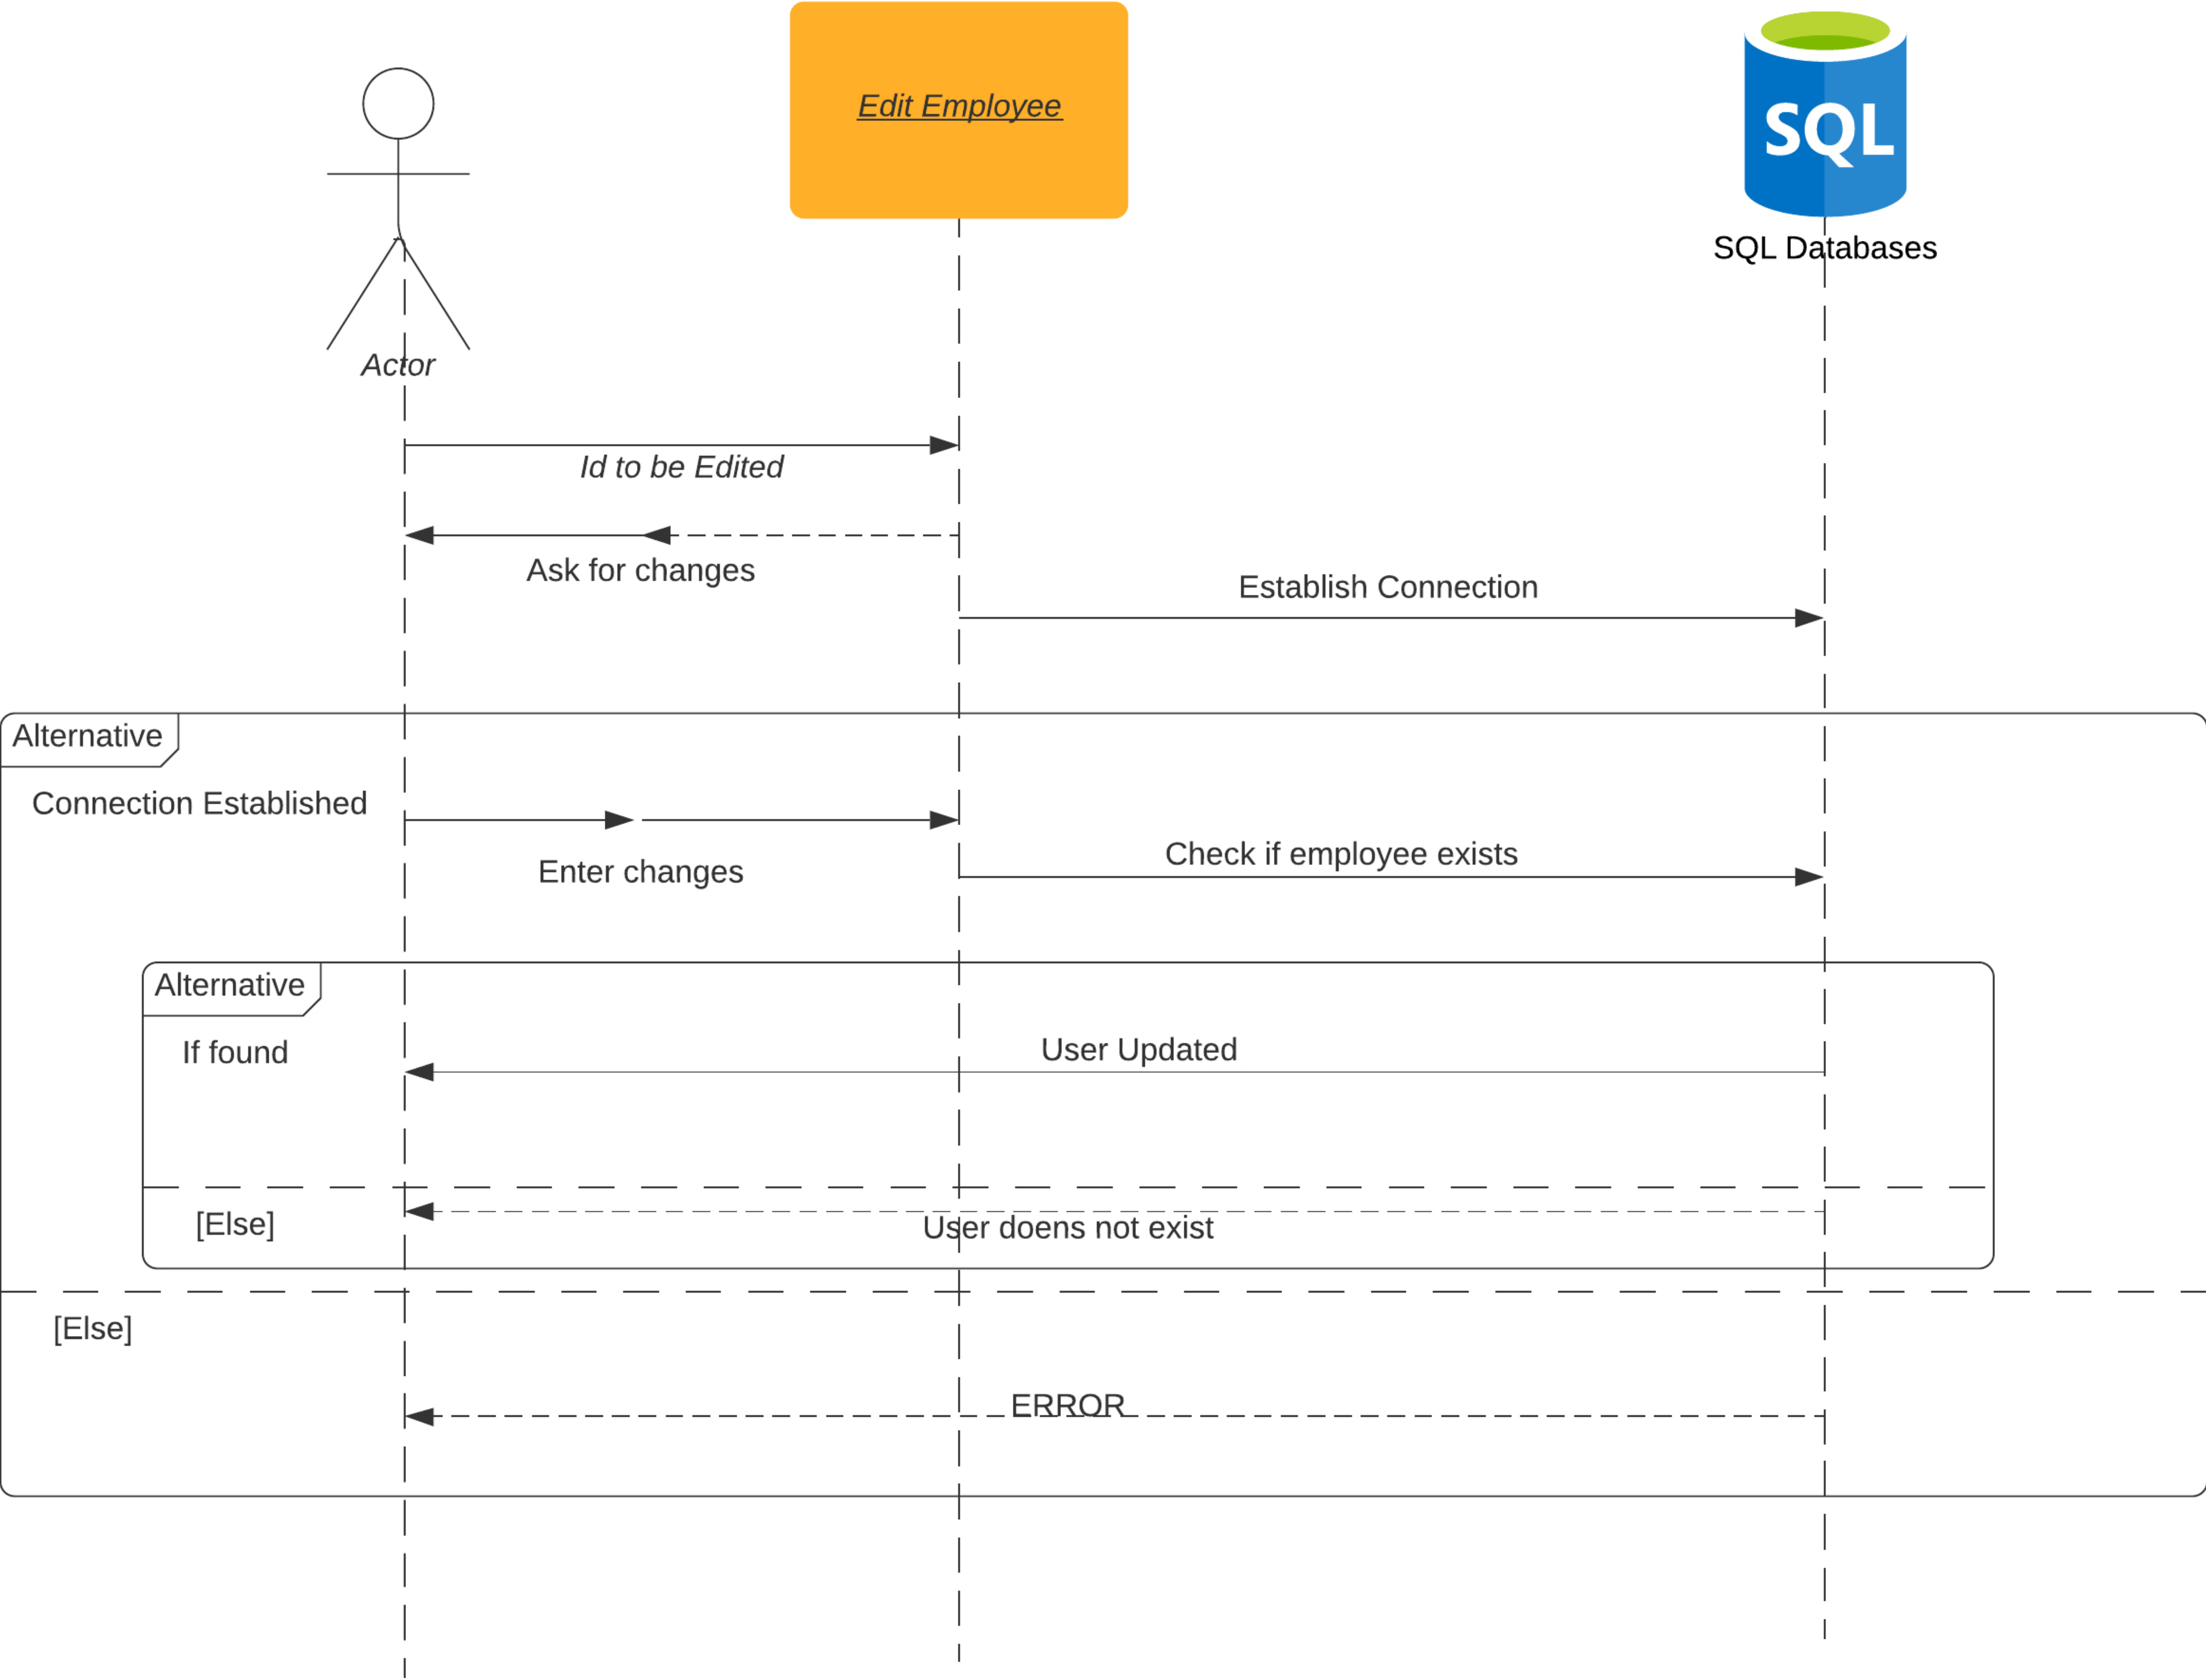 Edit Employee
SQL
SQL Databases
Actor
Id to be Edited
Ask for changes
Establish Connection
Alternative
Connection Established
Enter changes
Check if employee exists
Alternative
If found
User Updated
[Else]
User doens not exist
[Else]
ERROR